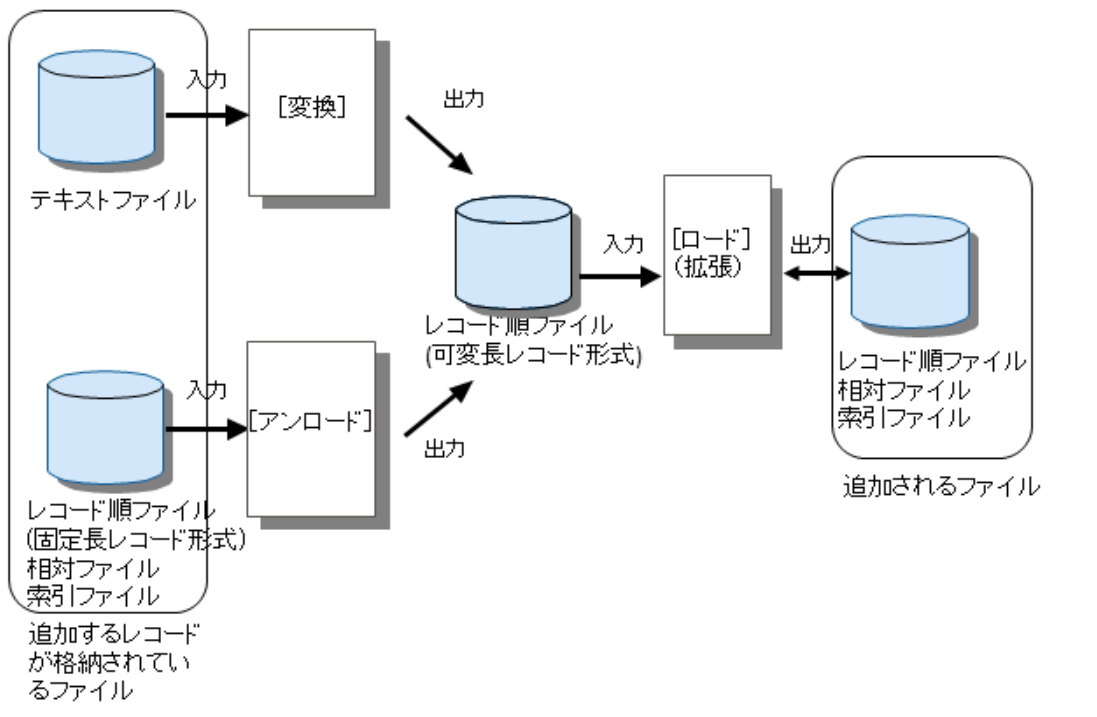 入力
[変換]
出力
テキストファイル
入力
[ロード]
(拡張)
出力
レコード順ファイル
(可変長レコード形式)
レコード順ファイル
相対ファイル
索引ファイル
追加されるファイル
入力
[アンロード]
出力
レコード順ファイル
(固定長レコード形式)
相対ファイル
索引ファイル
追加するレコード
が格納されてい
るファイル